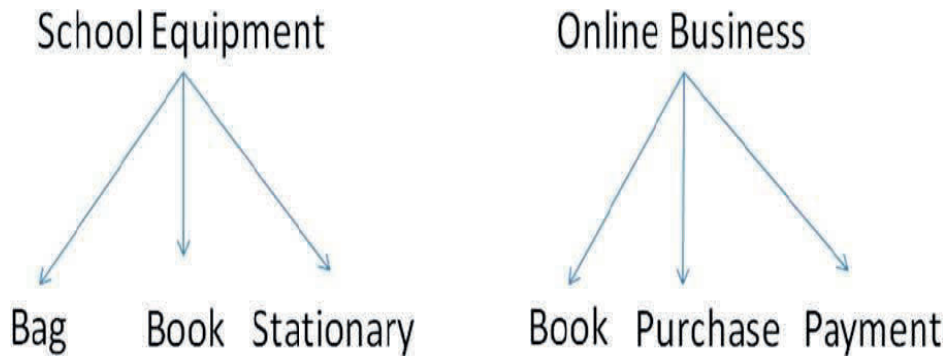 School Equipment
Online Business
Bag Book Stationary
Book Purchase Payment